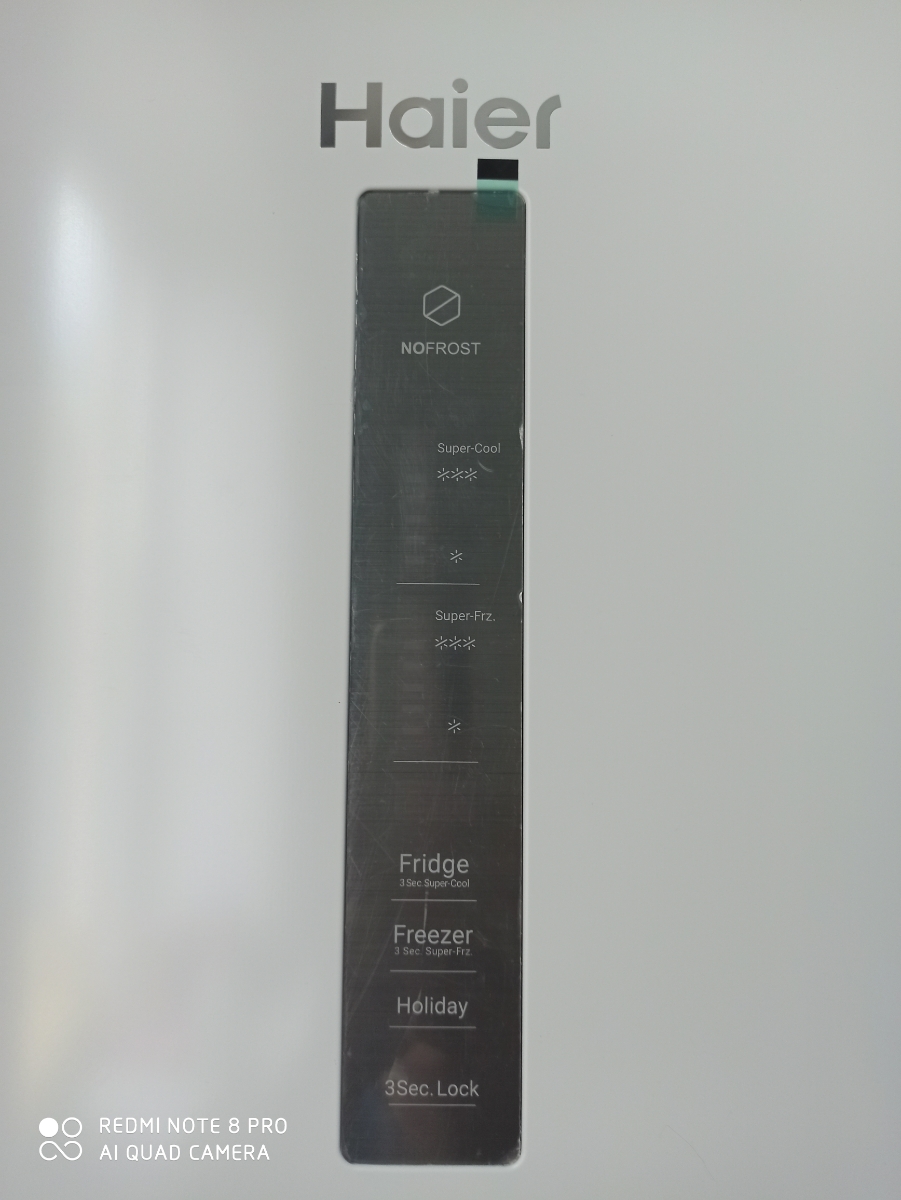 Haier
NOFROST
Super-Cool
***
*
Super-Frz.
***
*
Fridge
3 Sec. Super-Cool
Freezer
3 Sec. Super-Frz.
Holiday
3Sec. Lock
REDMI NOTE 8 PRO
AI QUAD CAMERA